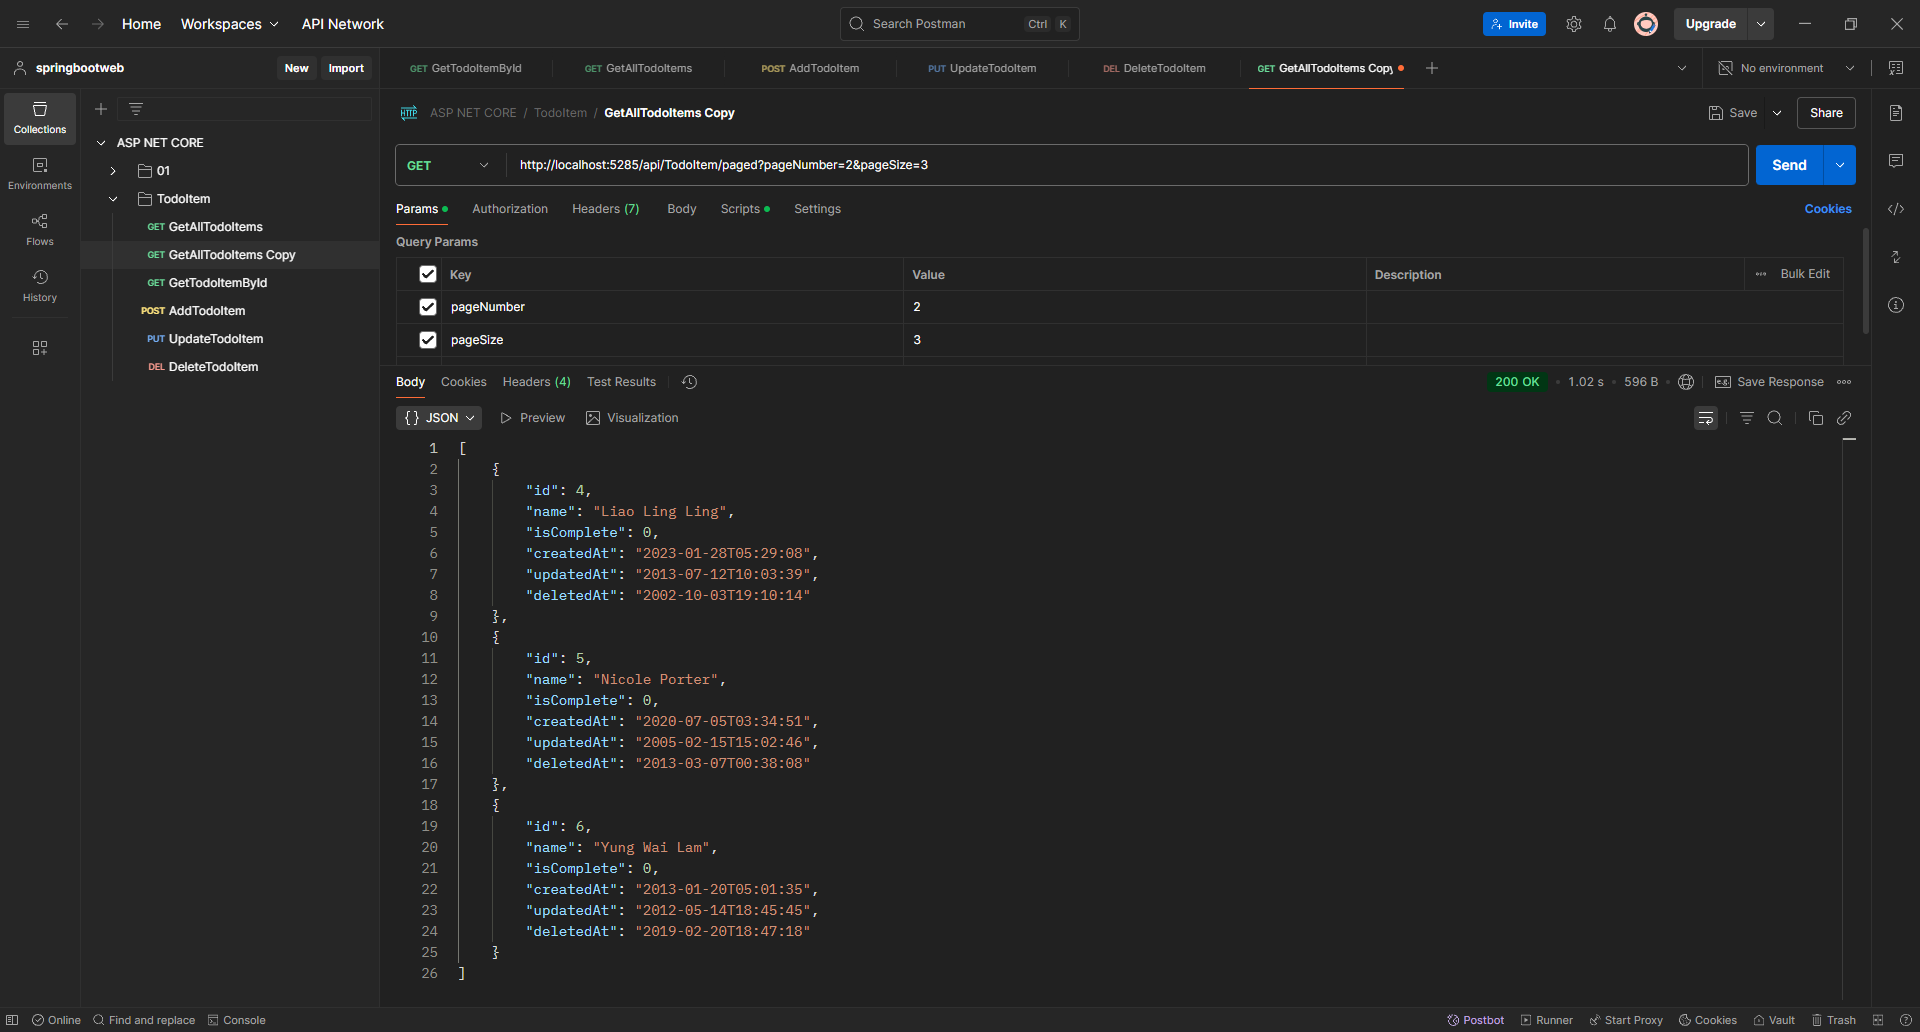 Home Workspaces API Network Search Postman Ctrl K Invite Upgrade
springbootweb New Import GET GetTodoItemById GET GetAllTodoItems POST AddTodoItem PUT UpdateTodoItem DEL DeleteTodoItem GET GetAllTodoItems Copy No environment
Collections
Environments
Flows
History
ASP NET CORE
01
TodoItem
GET GetAllTodoItems
GET GetAllTodoItems Copy
GET GetTodoItemById
POST AddTodoItem
PUT UpdateTodoItem
DEL DeleteTodoItem
HTTP ASP NET CORE / TodoItem / GetAllTodoItems Copy Save Share
GET http://localhost:5285/api/TodoItem/paged?pageNumber=2&pageSize=3 Send
Params Authorization Headers (7) Body Scripts Settings Cookies
Query Params
Key Value Description Bulk Edit
pageNumber 2
pageSize 3
Body Cookies Headers (4) Test Results 200 OK 1.02 s 596 B Save Response
{} JSON Preview Visualization
1 [
2 {
3 "id": 4,
4 "name": "Liao Ling Ling",
5 "isComplete": 0,
6 "createdAt": "2023-01-28T05:29:08",
7 "updatedAt": "2013-07-12T10:03:39",
8 "deletedAt": "2002-10-03T19:10:14"
9 },
10 {
11 "id": 5,
12 "name": "Nicole Porter",
13 "isComplete": 0,
14 "createdAt": "2020-07-05T03:34:51",
15 "updatedAt": "2005-02-15T15:02:46",
16 "deletedAt": "2013-03-07T00:38:08"
17 },
18 {
19 "id": 6,
20 "name": "Yung Wai Lam",
21 "isComplete": 0,
22 "createdAt": "2013-01-20T05:01:35",
23 "updatedAt": "2012-05-14T18:45:45",
24 "deletedAt": "2019-02-20T18:47:18"
25 }
26 ]
Online Find and replace Console Postbot Runner Start Proxy Cookies Vault Trash